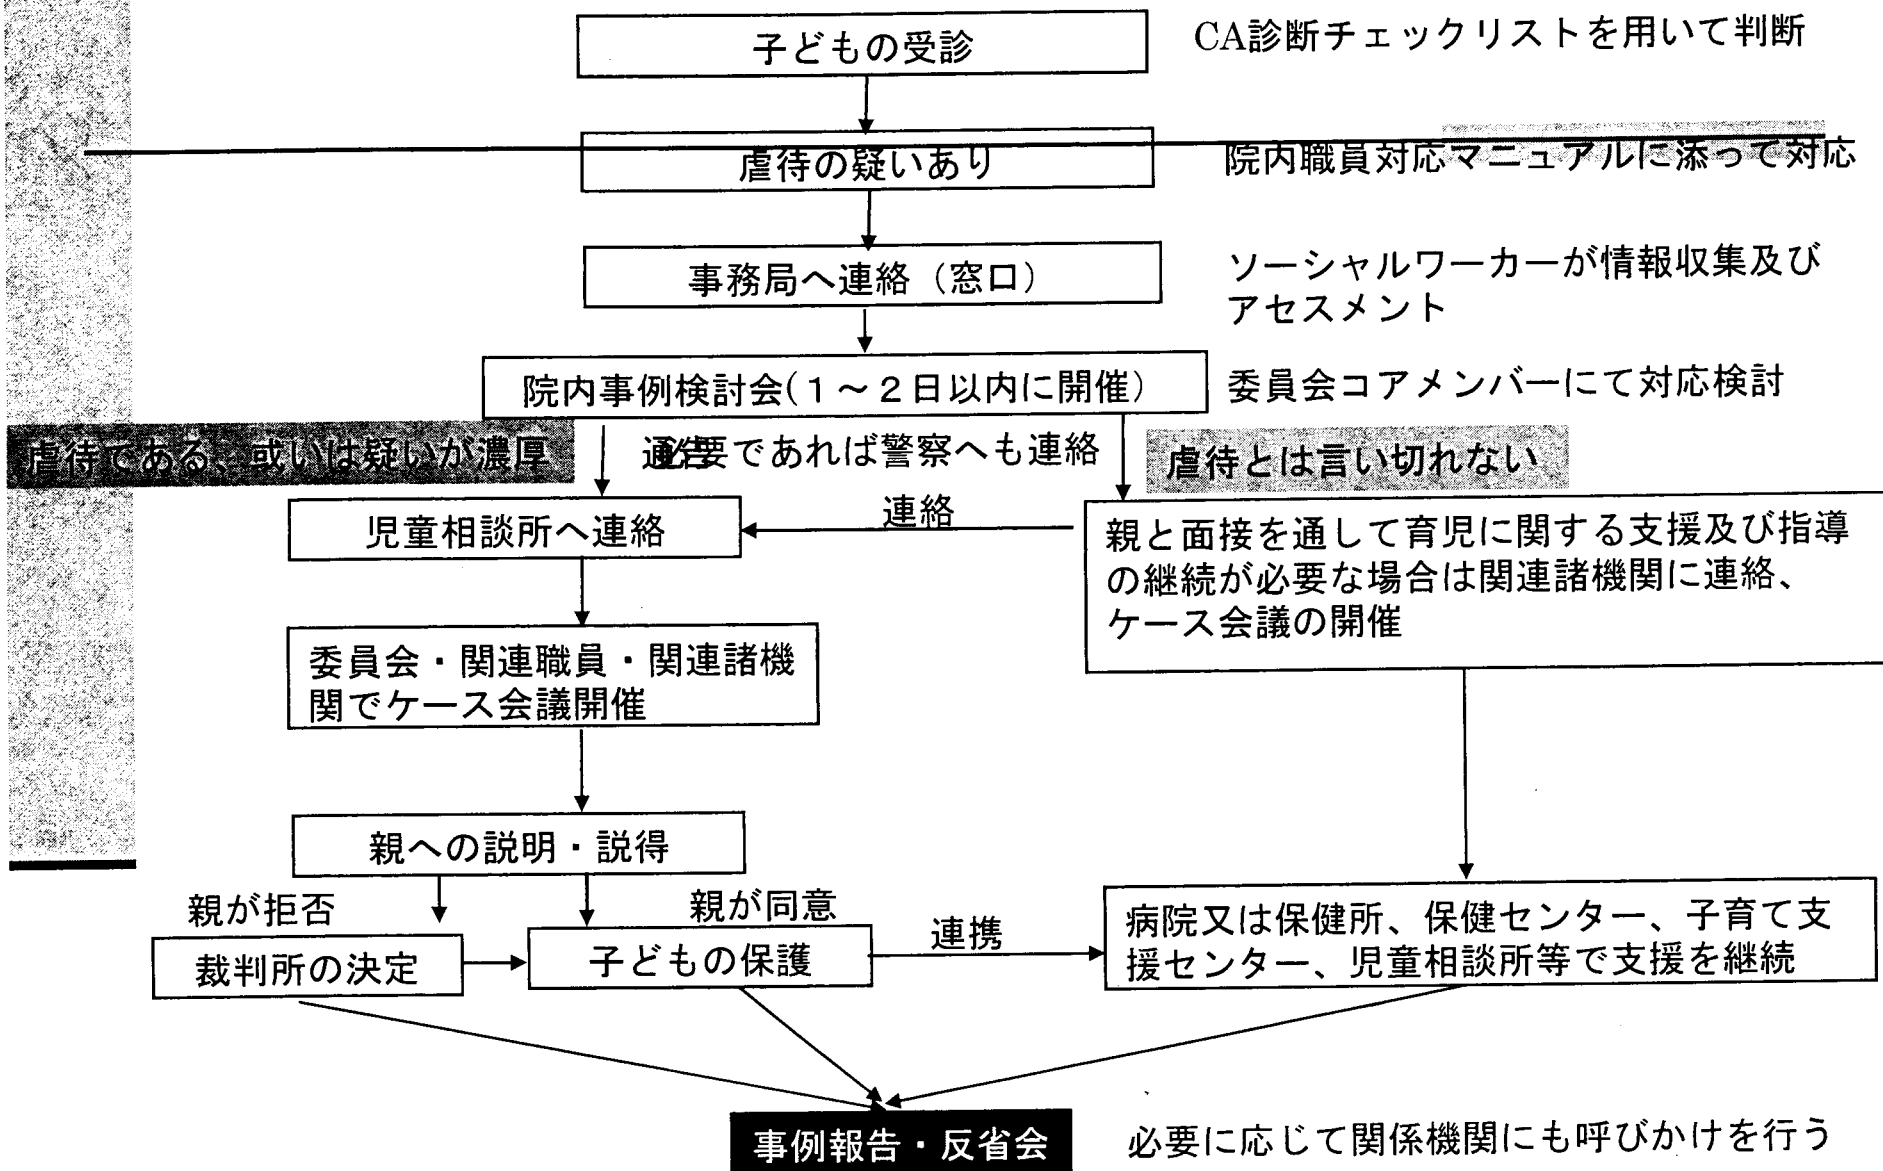 子どもの受診
CA診断チェックリストを用いて判断
虐待の疑いあり
院内職員対応マニュアルに添って対応
事務局へ連絡（窓口）
ソーシャルワーカーが情報収集及び
アセスメント
院内事例検討会(１～２日以内に開催）
委員会コアメンバーにて対応検討
虐待である、或いは疑いが濃厚
通告
必要であれば警察へも連絡
虐待とは言い切れない
児童相談所へ連絡
連絡
親と面接を通して育児に関する支援及び指導
の継続が必要な場合は関連諸機関に連絡、
ケース会議の開催
委員会・関連職員・関連諸機
関でケース会議開催
親への説明・説得
親が拒否
親が同意
裁判所の決定
子どもの保護
連携
病院又は保健所、保健センター、子育て支
援センター、児童相談所等で支援を継続
事例報告・反省会
必要に応じて関係機関にも呼びかけを行う